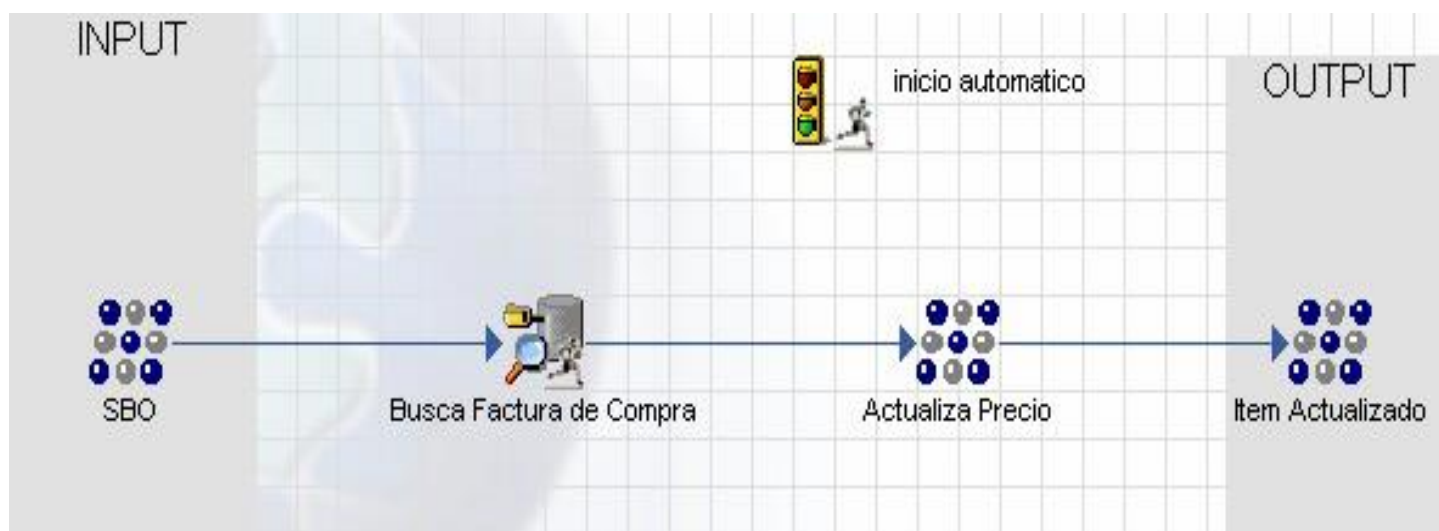 INPUT
inicio automatico
OUTPUT
SBO
Busca Factura de Compra
Actualiza Precio
Item Actualizado